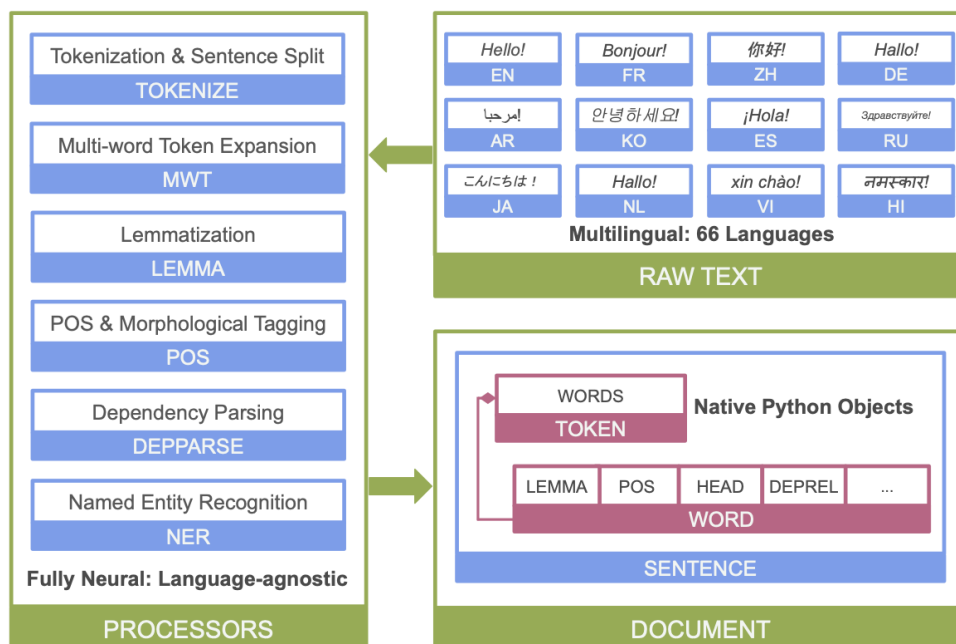 Tokenization & Sentence Split
TOKENIZE
Multi-word Token Expansion
MWT
Lemmatization
LEMMA
POS & Morphological Tagging
POS
Dependency Parsing
DEPPARSE
Named Entity Recognition
NER
Fully Neural: Language-agnostic
PROCESSORS
Hello!
EN
Bonjour!
FR
你好!
ZH
Hallo!
DE
مرحبا!
AR
안녕하세요!
KO
¡Hola!
ES
Здравствуйте!
RU
こんにちは！
JA
Hallo!
NL
xin chào!
VI
नमस्कार!
HI
Multilingual: 66 Languages
RAW TEXT
WORDS
TOKEN
Native Python Objects
LEMMA POS HEAD DEPREL ...
WORD
SENTENCE
DOCUMENT